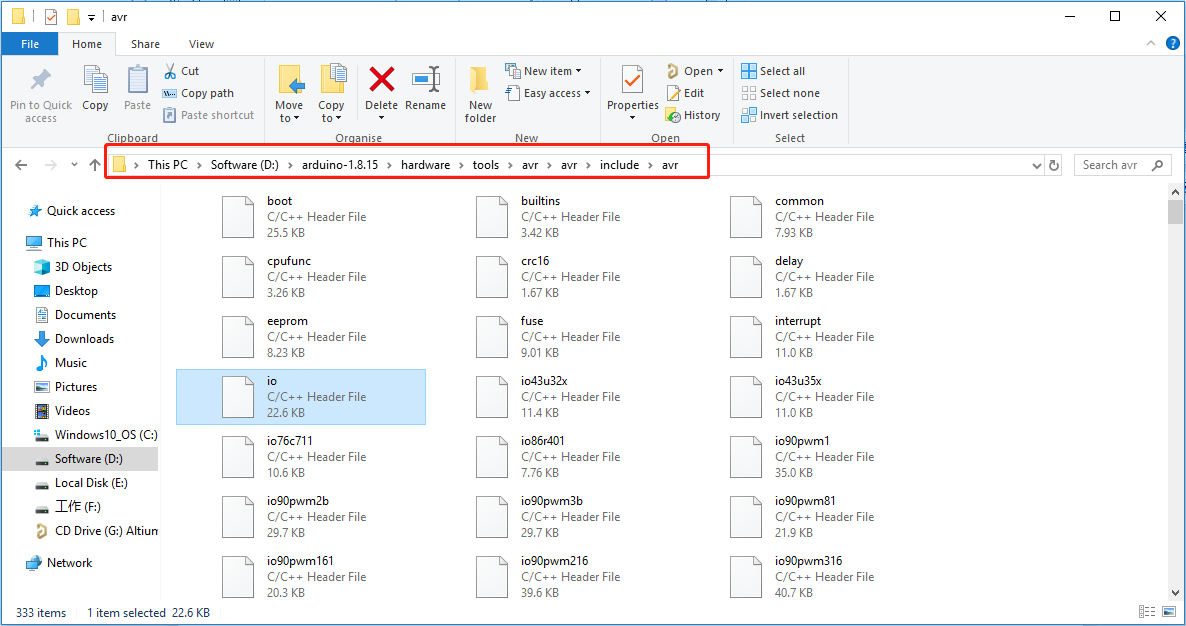 avr
File Home Share View
Pin to Quick access
Copy
Paste
Cut
Copy path
Paste shortcut
Clipboard
Move to
Copy to
Delete
Rename
Organise
New folder
New item
Easy access
New
Properties
Open
Edit
History
Open
Select all
Select none
Invert selection
Select
This PC > Software (D:) > arduino-1.8.15 > hardware > tools > avr > avr > include > avr
Search avr
Quick access
This PC
3D Objects
Desktop
Documents
Downloads
Music
Pictures
Videos
Windows10_OS (C:)
Software (D:)
Local Disk (E:)
工作 (F:)
CD Drive (G:) Altium
Network
boot
C/C++ Header File
25.5 KB
builtins
C/C++ Header File
3.42 KB
common
C/C++ Header File
7.93 KB
cpufunc
C/C++ Header File
3.26 KB
crc16
C/C++ Header File
1.67 KB
delay
C/C++ Header File
1.67 KB
eeprom
C/C++ Header File
8.23 KB
fuse
C/C++ Header File
9.01 KB
interrupt
C/C++ Header File
11.0 KB
io
C/C++ Header File
22.6 KB
io43u32x
C/C++ Header File
11.4 KB
io43u35x
C/C++ Header File
11.0 KB
io76c711
C/C++ Header File
10.6 KB
io86r401
C/C++ Header File
7.76 KB
io90pwm1
C/C++ Header File
35.0 KB
io90pwm2b
C/C++ Header File
29.7 KB
io90pwm3b
C/C++ Header File
29.7 KB
io90pwm81
C/C++ Header File
21.9 KB
io90pwm161
C/C++ Header File
20.3 KB
io90pwm216
C/C++ Header File
39.6 KB
io90pwm316
C/C++ Header File
40.7 KB
333 items 1 item selected 22.6 KB